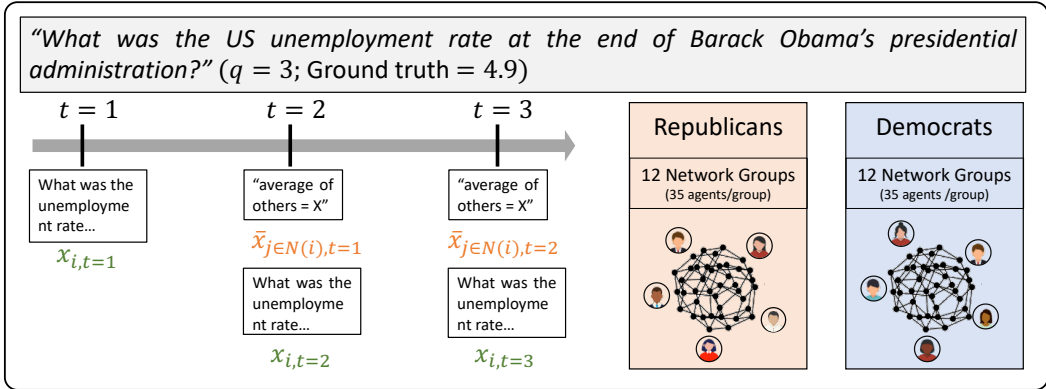 “What was the US unemployment rate at the end of Barack Obama’s presidential
administration?” (q = 3; Ground truth = 4.9)
t = 1
t = 2
t = 3
What was the
unemployme
nt rate…
x_{i,t=1}
“average of
others = X”
x̄_{j∈N(i),t=1}
What was the
unemployme
nt rate…
x_{i,t=2}
“average of
others = X”
x̄_{j∈N(i),t=2}
What was the
unemployme
nt rate…
x_{i,t=3}
Republicans
12 Network Groups
(35 agents/group)
Democrats
12 Network Groups
(35 agents /group)